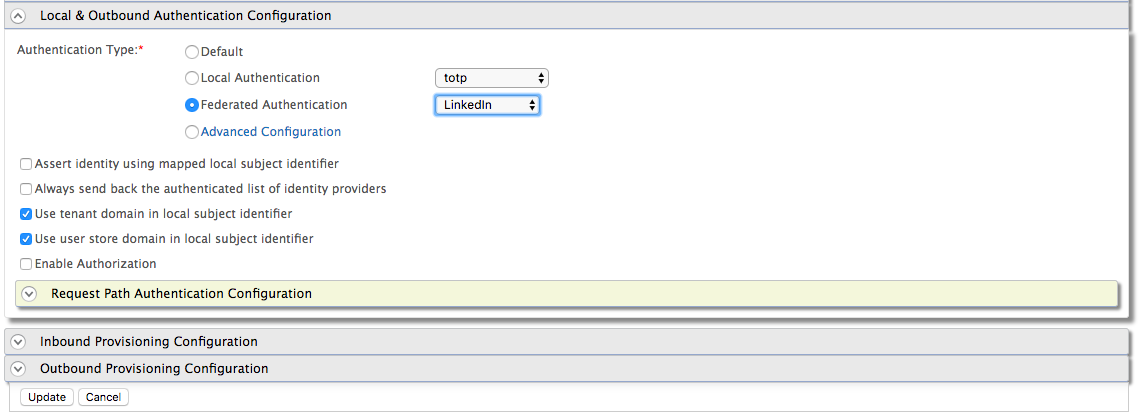 Local & Outbound Authentication Configuration
Authentication Type:*
Default
Local Authentication totp
Federated Authentication LinkedIn
Advanced Configuration
Assert identity using mapped local subject identifier
Always send back the authenticated list of identity providers
Use tenant domain in local subject identifier
Use user store domain in local subject identifier
Enable Authorization
Request Path Authentication Configuration
Inbound Provisioning Configuration
Outbound Provisioning Configuration
Update Cancel